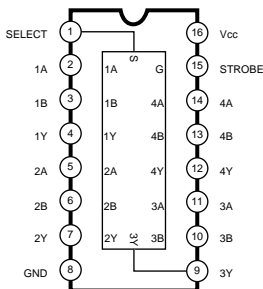 SELECT 1 16 Vcc
S
1A 2 1A G 15 STROBE
1B 3 1B 4A 14 4A
1Y 4 1Y 4B 13 4B
2A 5 2A 4Y 12 4Y
2B 6 2B 3A 11 3A
2Y 7 2Y 3Y 3B 10 3B
GND 8 9 3Y